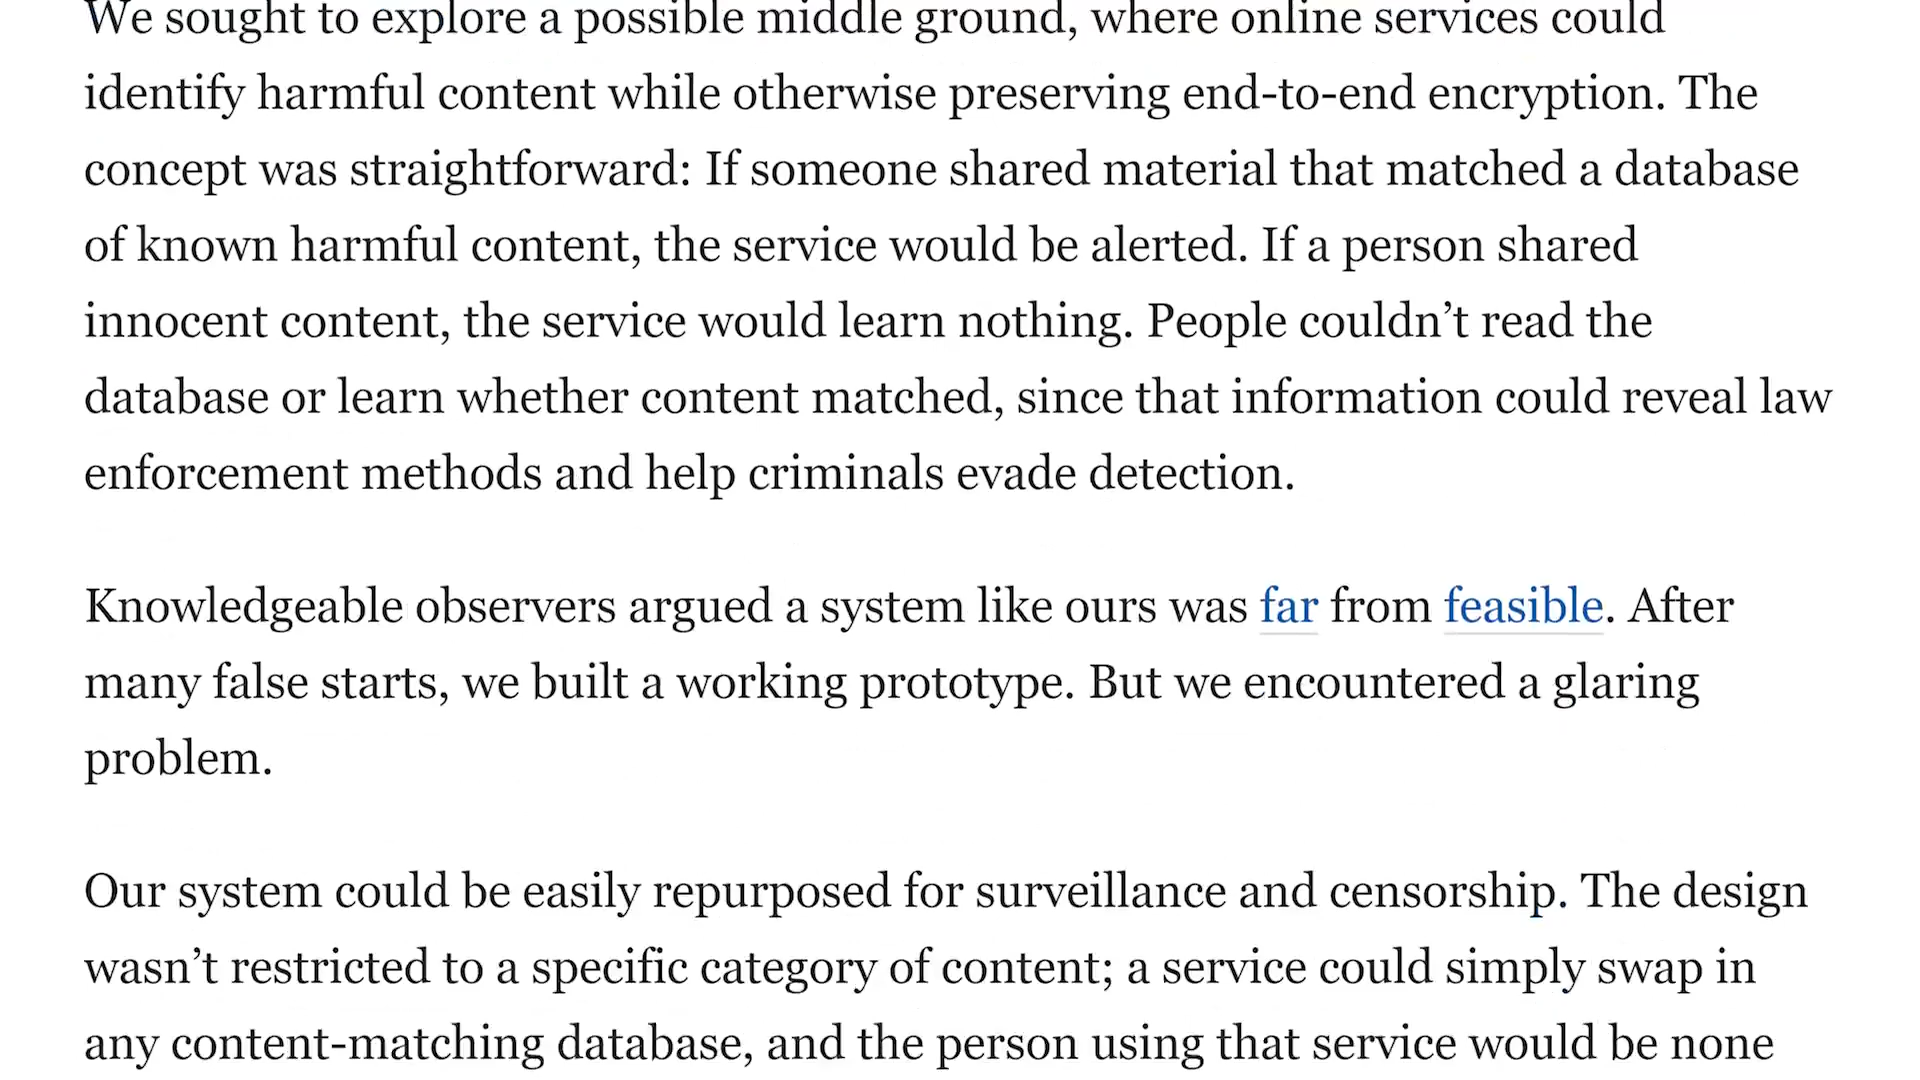 We sought to explore a possible middle ground, where online services could
identify harmful content while otherwise preserving end-to-end encryption. The
concept was straightforward: If someone shared material that matched a database
of known harmful content, the service would be alerted. If a person shared
innocent content, the service would learn nothing. People couldn’t read the
database or learn whether content matched, since that information could reveal law
enforcement methods and help criminals evade detection.
Knowledgeable observers argued a system like ours was far from feasible. After
many false starts, we built a working prototype. But we encountered a glaring
problem.
Our system could be easily repurposed for surveillance and censorship. The design
wasn’t restricted to a specific category of content; a service could simply swap in
any content-matching database, and the person using that service would be none